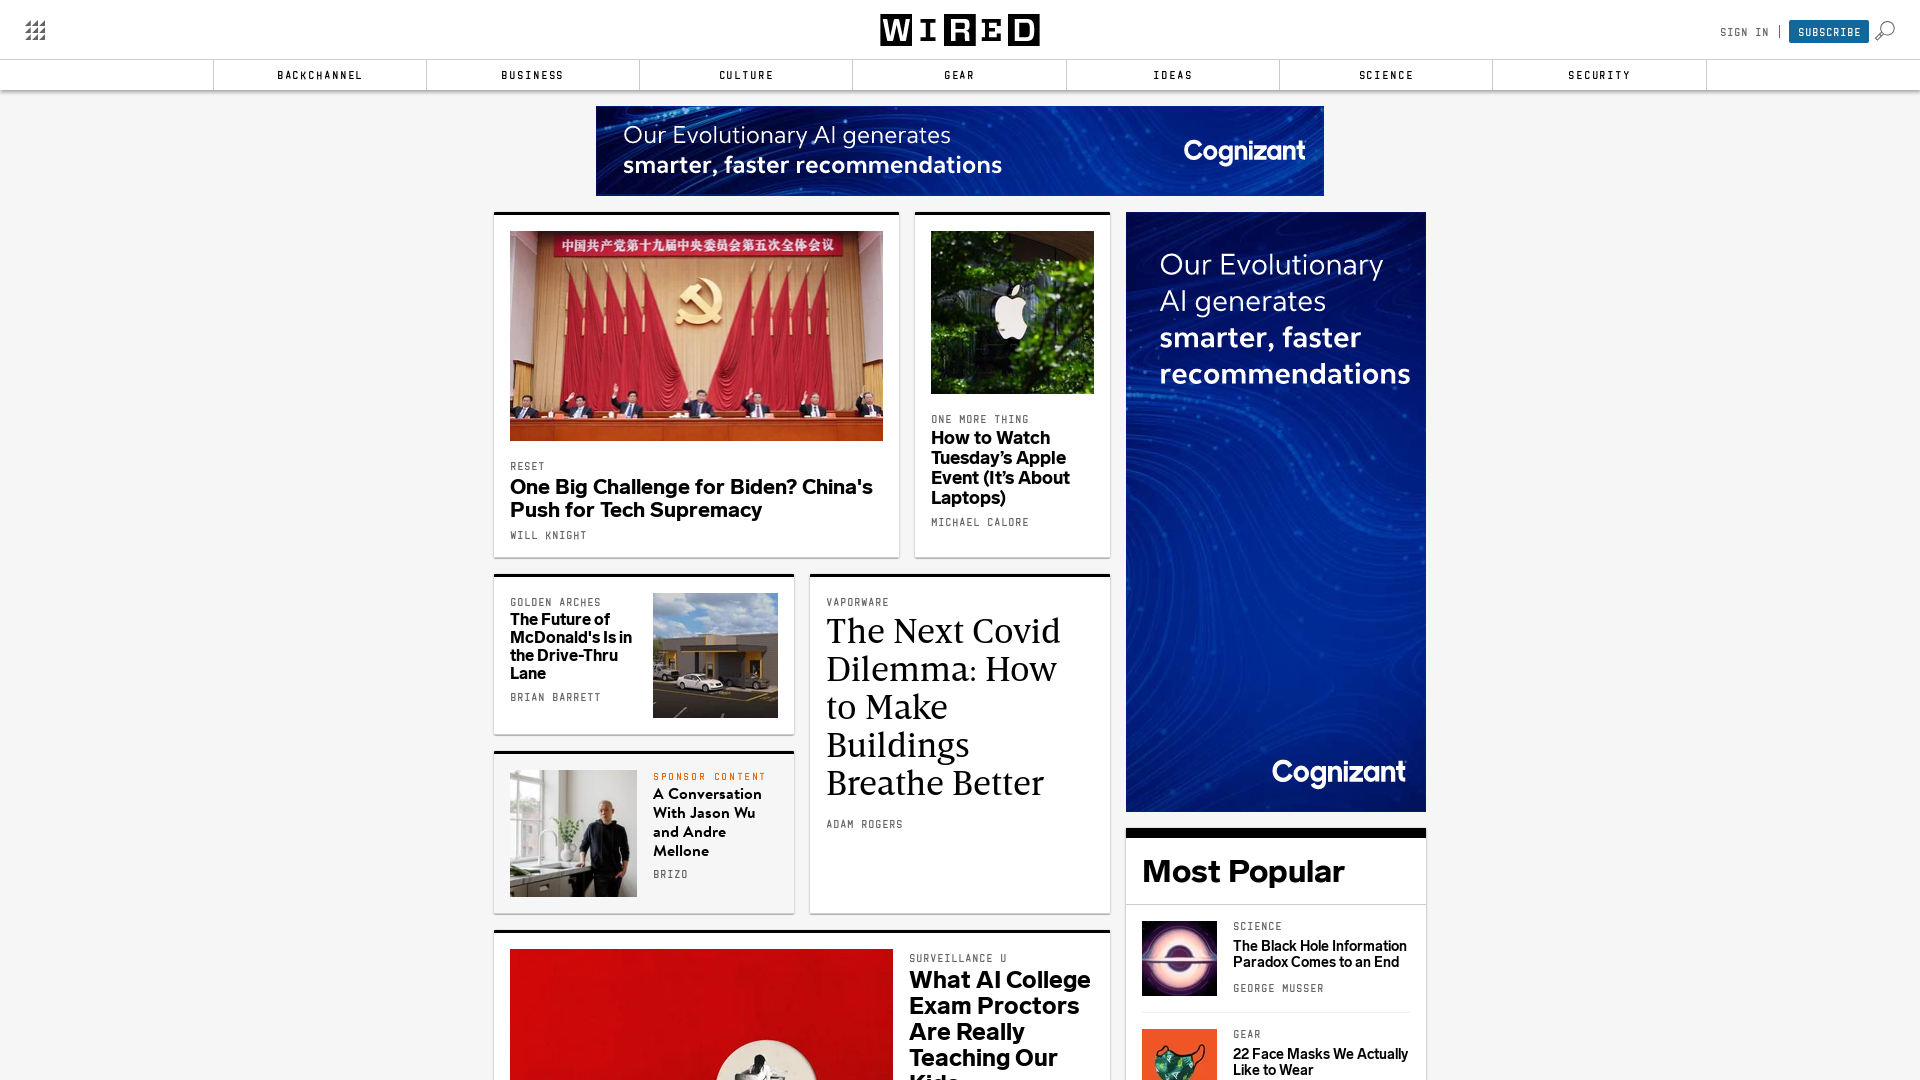 WIRED
SIGN IN
SUBSCRIBE
BACKCHANNEL
BUSINESS
CULTURE
GEAR
IDEAS
SCIENCE
SECURITY
Our Evolutionary AI generates
smarter, faster recommendations
Cognizant
中国共产党第十九届中央委员会第五次全体会议
RESET
One Big Challenge for Biden? China's
Push for Tech Supremacy
WILL KNIGHT
ONE MORE THING
How to Watch
Tuesday’s Apple
Event (It’s About
Laptops)
MICHAEL CALORE
Our Evolutionary
AI generates
smarter, faster
recommendations
Cognizant
GOLDEN ARCHES
The Future of
McDonald's Is in
the Drive-Thru
Lane
BRIAN BARRETT
VAPORWARE
The Next Covid
Dilemma: How
to Make
Buildings
Breathe Better
ADAM ROGERS
SPONSOR CONTENT
A Conversation
With Jason Wu
and Andre
Mellone
BRIZO
Most Popular
SCIENCE
The Black Hole Information
Paradox Comes to an End
GEORGE MUSSER
GEAR
22 Face Masks We Actually
Like to Wear
SURVEILLANCE U
What AI College
Exam Proctors
Are Really
Teaching Our
Kids